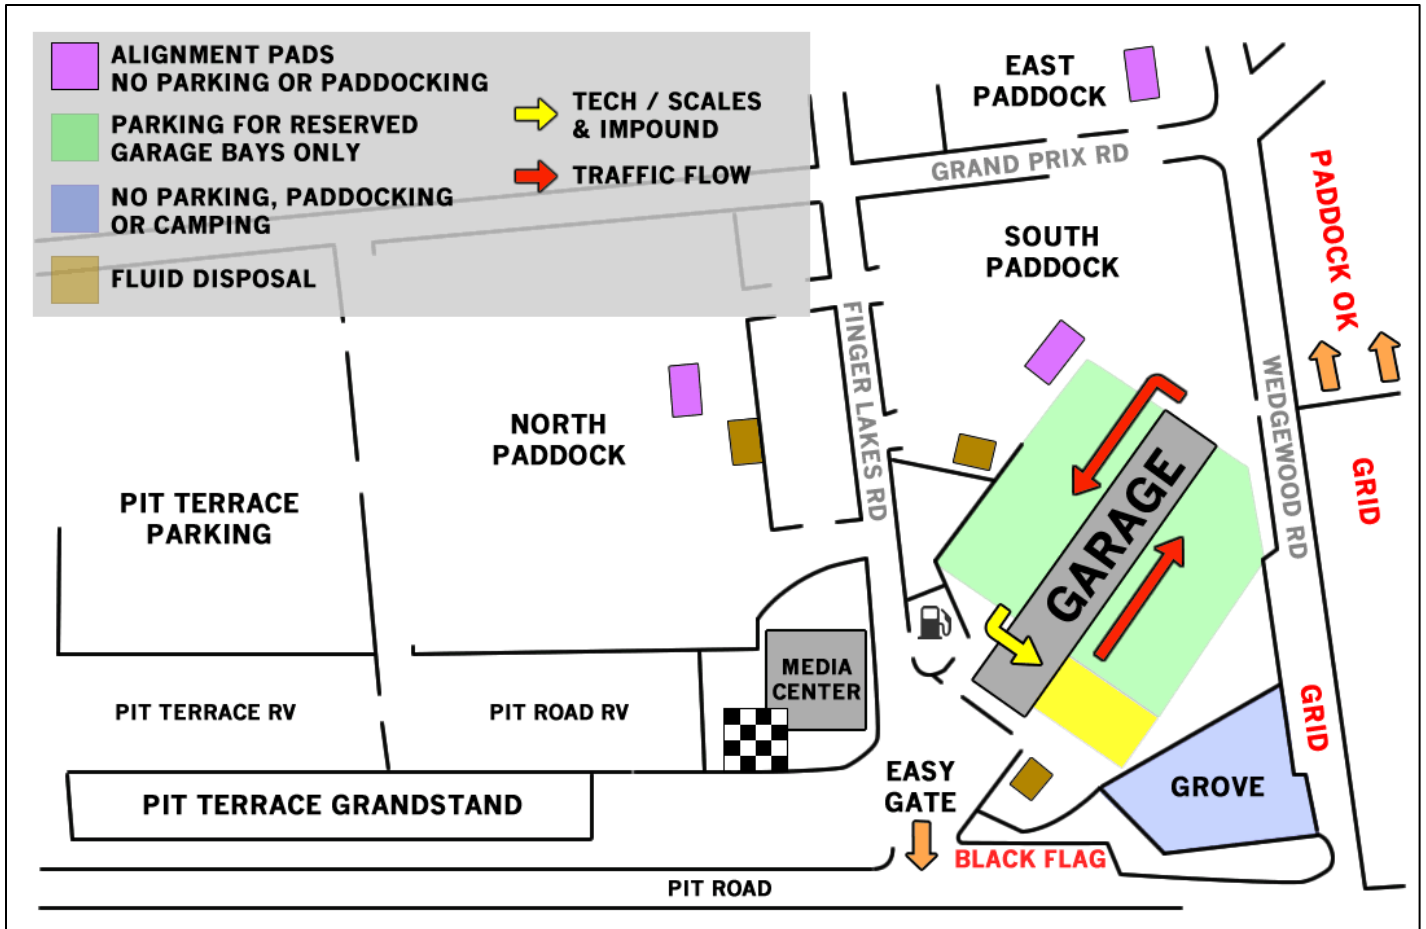 ALIGNMENT PADS
NO PARKING OR PADDOCKING
PARKING FOR RESERVED
GARAGE BAYS ONLY
NO PARKING, PADDOCKING
OR CAMPING
FLUID DISPOSAL
TECH / SCALES
& IMPOUND
TRAFFIC FLOW
EAST
PADDOCK
GRAND PRIX RD
PADDOCK OK
SOUTH
PADDOCK
FINGER LAKES RD
WEDGEWOOD RD
NORTH
PADDOCK
GRID
PIT TERRACE
PARKING
GARAGE
MEDIA
CENTER
PIT TERRACE RV
PIT ROAD RV
GRID
EASY
GATE
GROVE
PIT TERRACE GRANDSTAND
BLACK FLAG
PIT ROAD